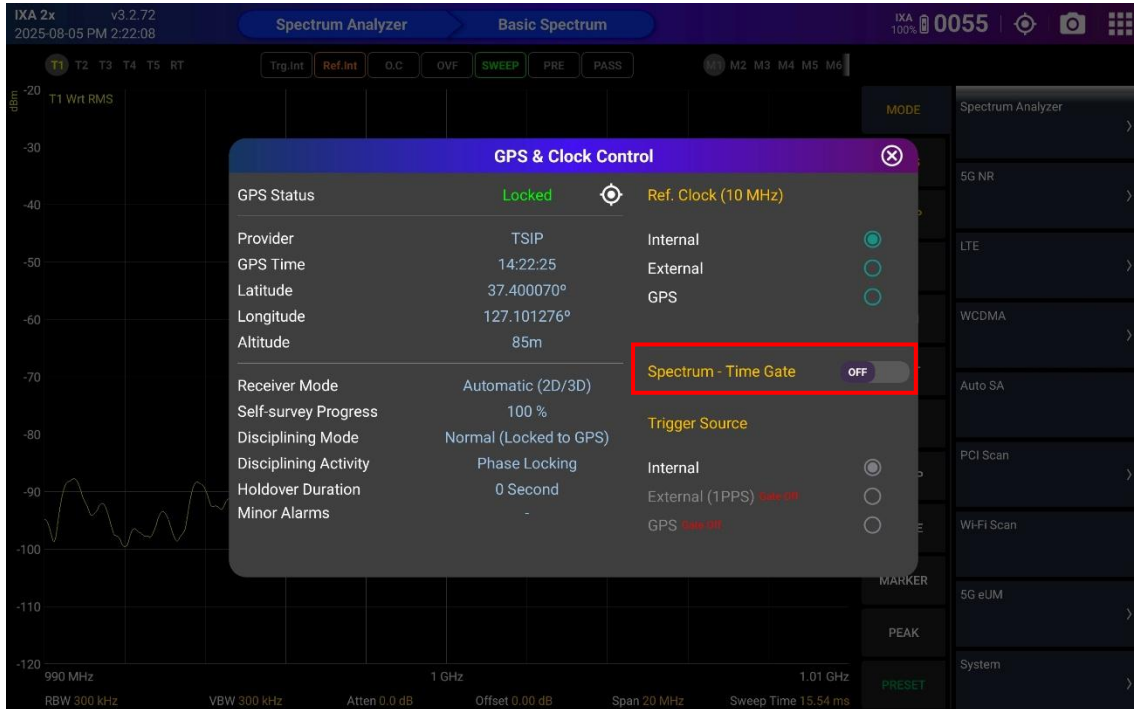 IXA 2x v3.2.72
2025-08-05 PM 2:22:08
Spectrum Analyzer Basic Spectrum
IXA 100% 0055
T1 T2 T3 T4 T5 RT Trg.Int Ref.Int O.C OVF SWEEP PRE PASS M1 M2 M3 M4 M5 M6
dBm
T1 Wrt RMS
-20
-30
-40
-50
-60
-70
-80
-90
-100
-110
-120
GPS & Clock Control
GPS Status Locked
Provider TSIP
GPS Time 14:22:25
Latitude 37.400070º
Longitude 127.101276º
Altitude 85m
Receiver Mode Automatic (2D/3D)
Self-survey Progress 100 %
Disciplining Mode Normal (Locked to GPS)
Disciplining Activity Phase Locking
Holdover Duration 0 Second
Minor Alarms -
Ref. Clock (10 MHz)
Internal
External
GPS
Spectrum - Time Gate OFF
Trigger Source
Internal
External (1PPS) Gate Off
GPS Gate Off
MODE
MARKER
PEAK
PRESET
Spectrum Analyzer
5G NR
LTE
WCDMA
Auto SA
PCI Scan
Wi-Fi Scan
5G eUM
System
990 MHz 1 GHz 1.01 GHz
RBW 300 kHz VBW 300 kHz Atten 0.0 dB Offset 0.00 dB Span 20 MHz Sweep Time 15.54 ms